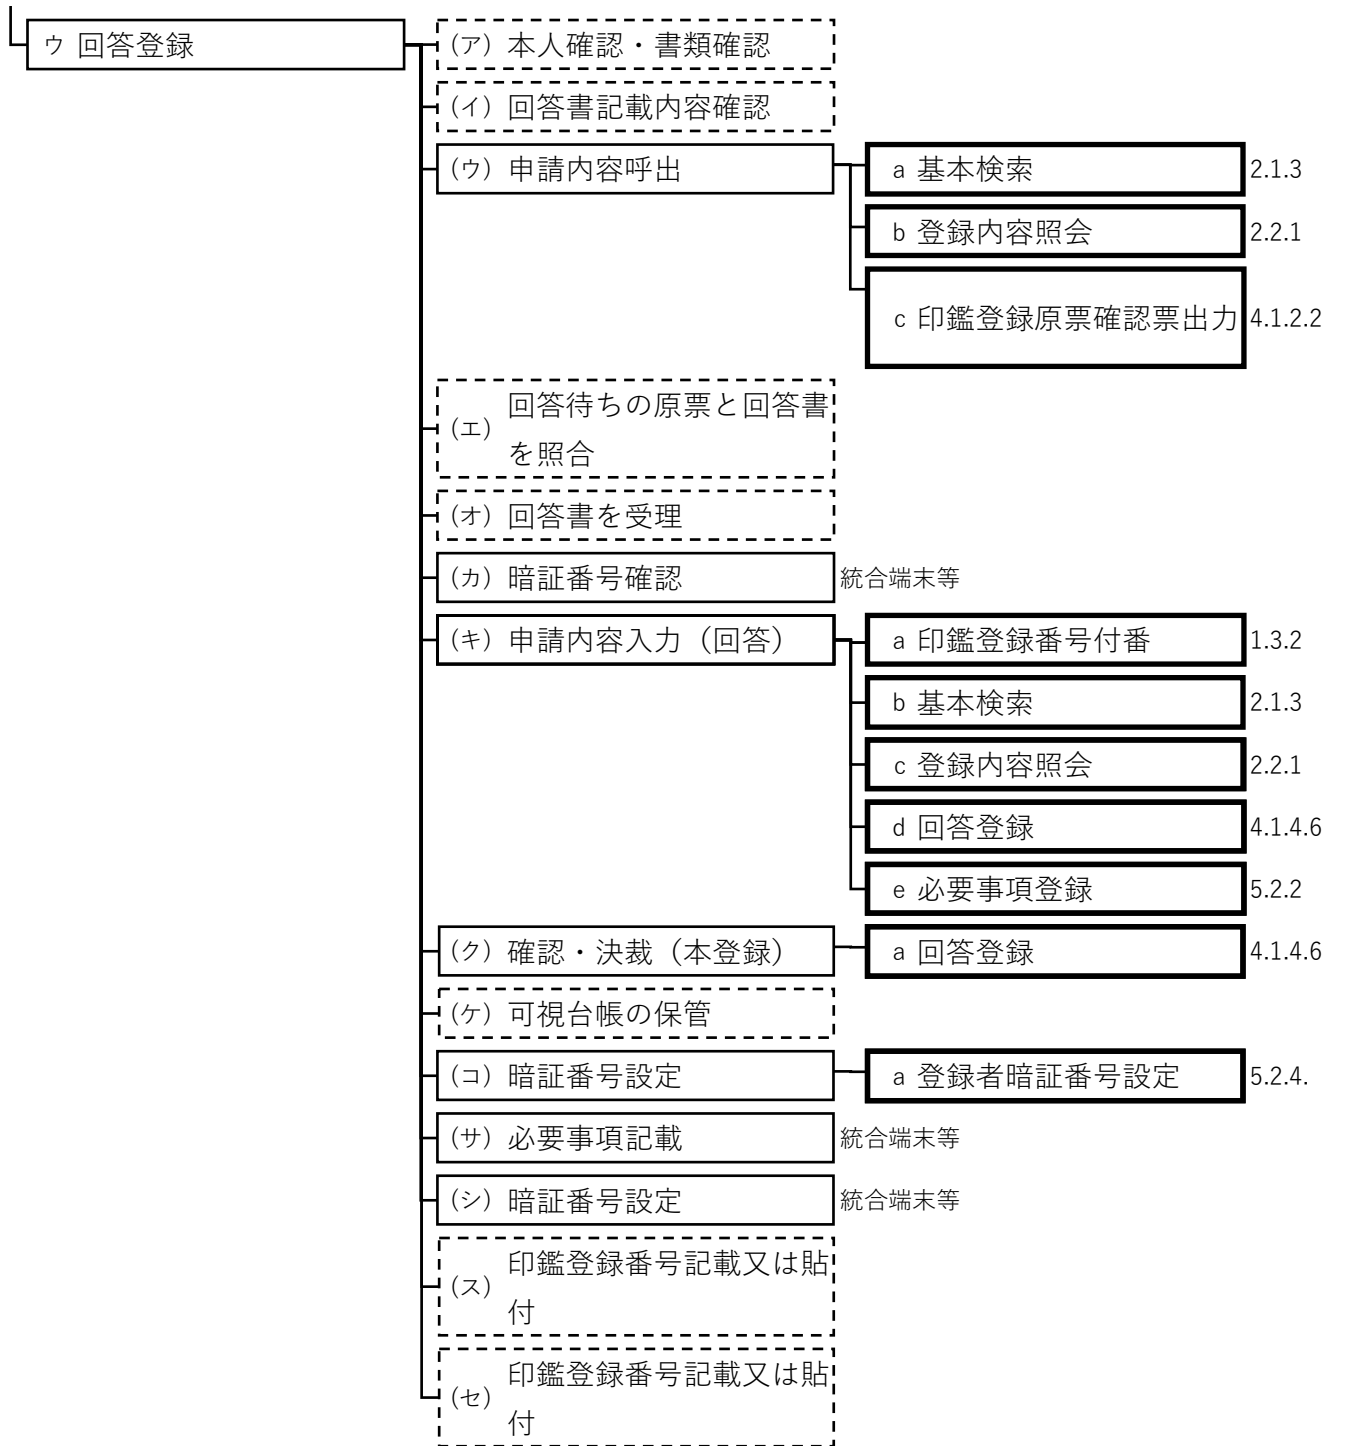 ウ 回答登録
(ア) 本人確認・書類確認
(イ) 回答書記載内容確認
(ウ) 申請内容呼出
a 基本検索 2.1.3
b 登録内容照会 2.2.1
c 印鑑登録原票確認票出力 4.1.2.2
(エ) 回答待ちの原票と回答書
を照合
(オ) 回答書を受理
(カ) 暗証番号確認 統合端末等
(キ) 申請内容入力（回答）
a 印鑑登録番号付番 1.3.2
b 基本検索 2.1.3
c 登録内容照会 2.2.1
d 回答登録 4.1.4.6
e 必要事項登録 5.2.2
(ク) 確認・決裁（本登録）
a 回答登録 4.1.4.6
(ケ) 可視台帳の保管
(コ) 暗証番号設定
a 登録者暗証番号設定 5.2.4.
(サ) 必要事項記載 統合端末等
(シ) 暗証番号設定 統合端末等
(ス) 印鑑登録番号記載又は貼
付
(セ) 印鑑登録番号記載又は貼
付